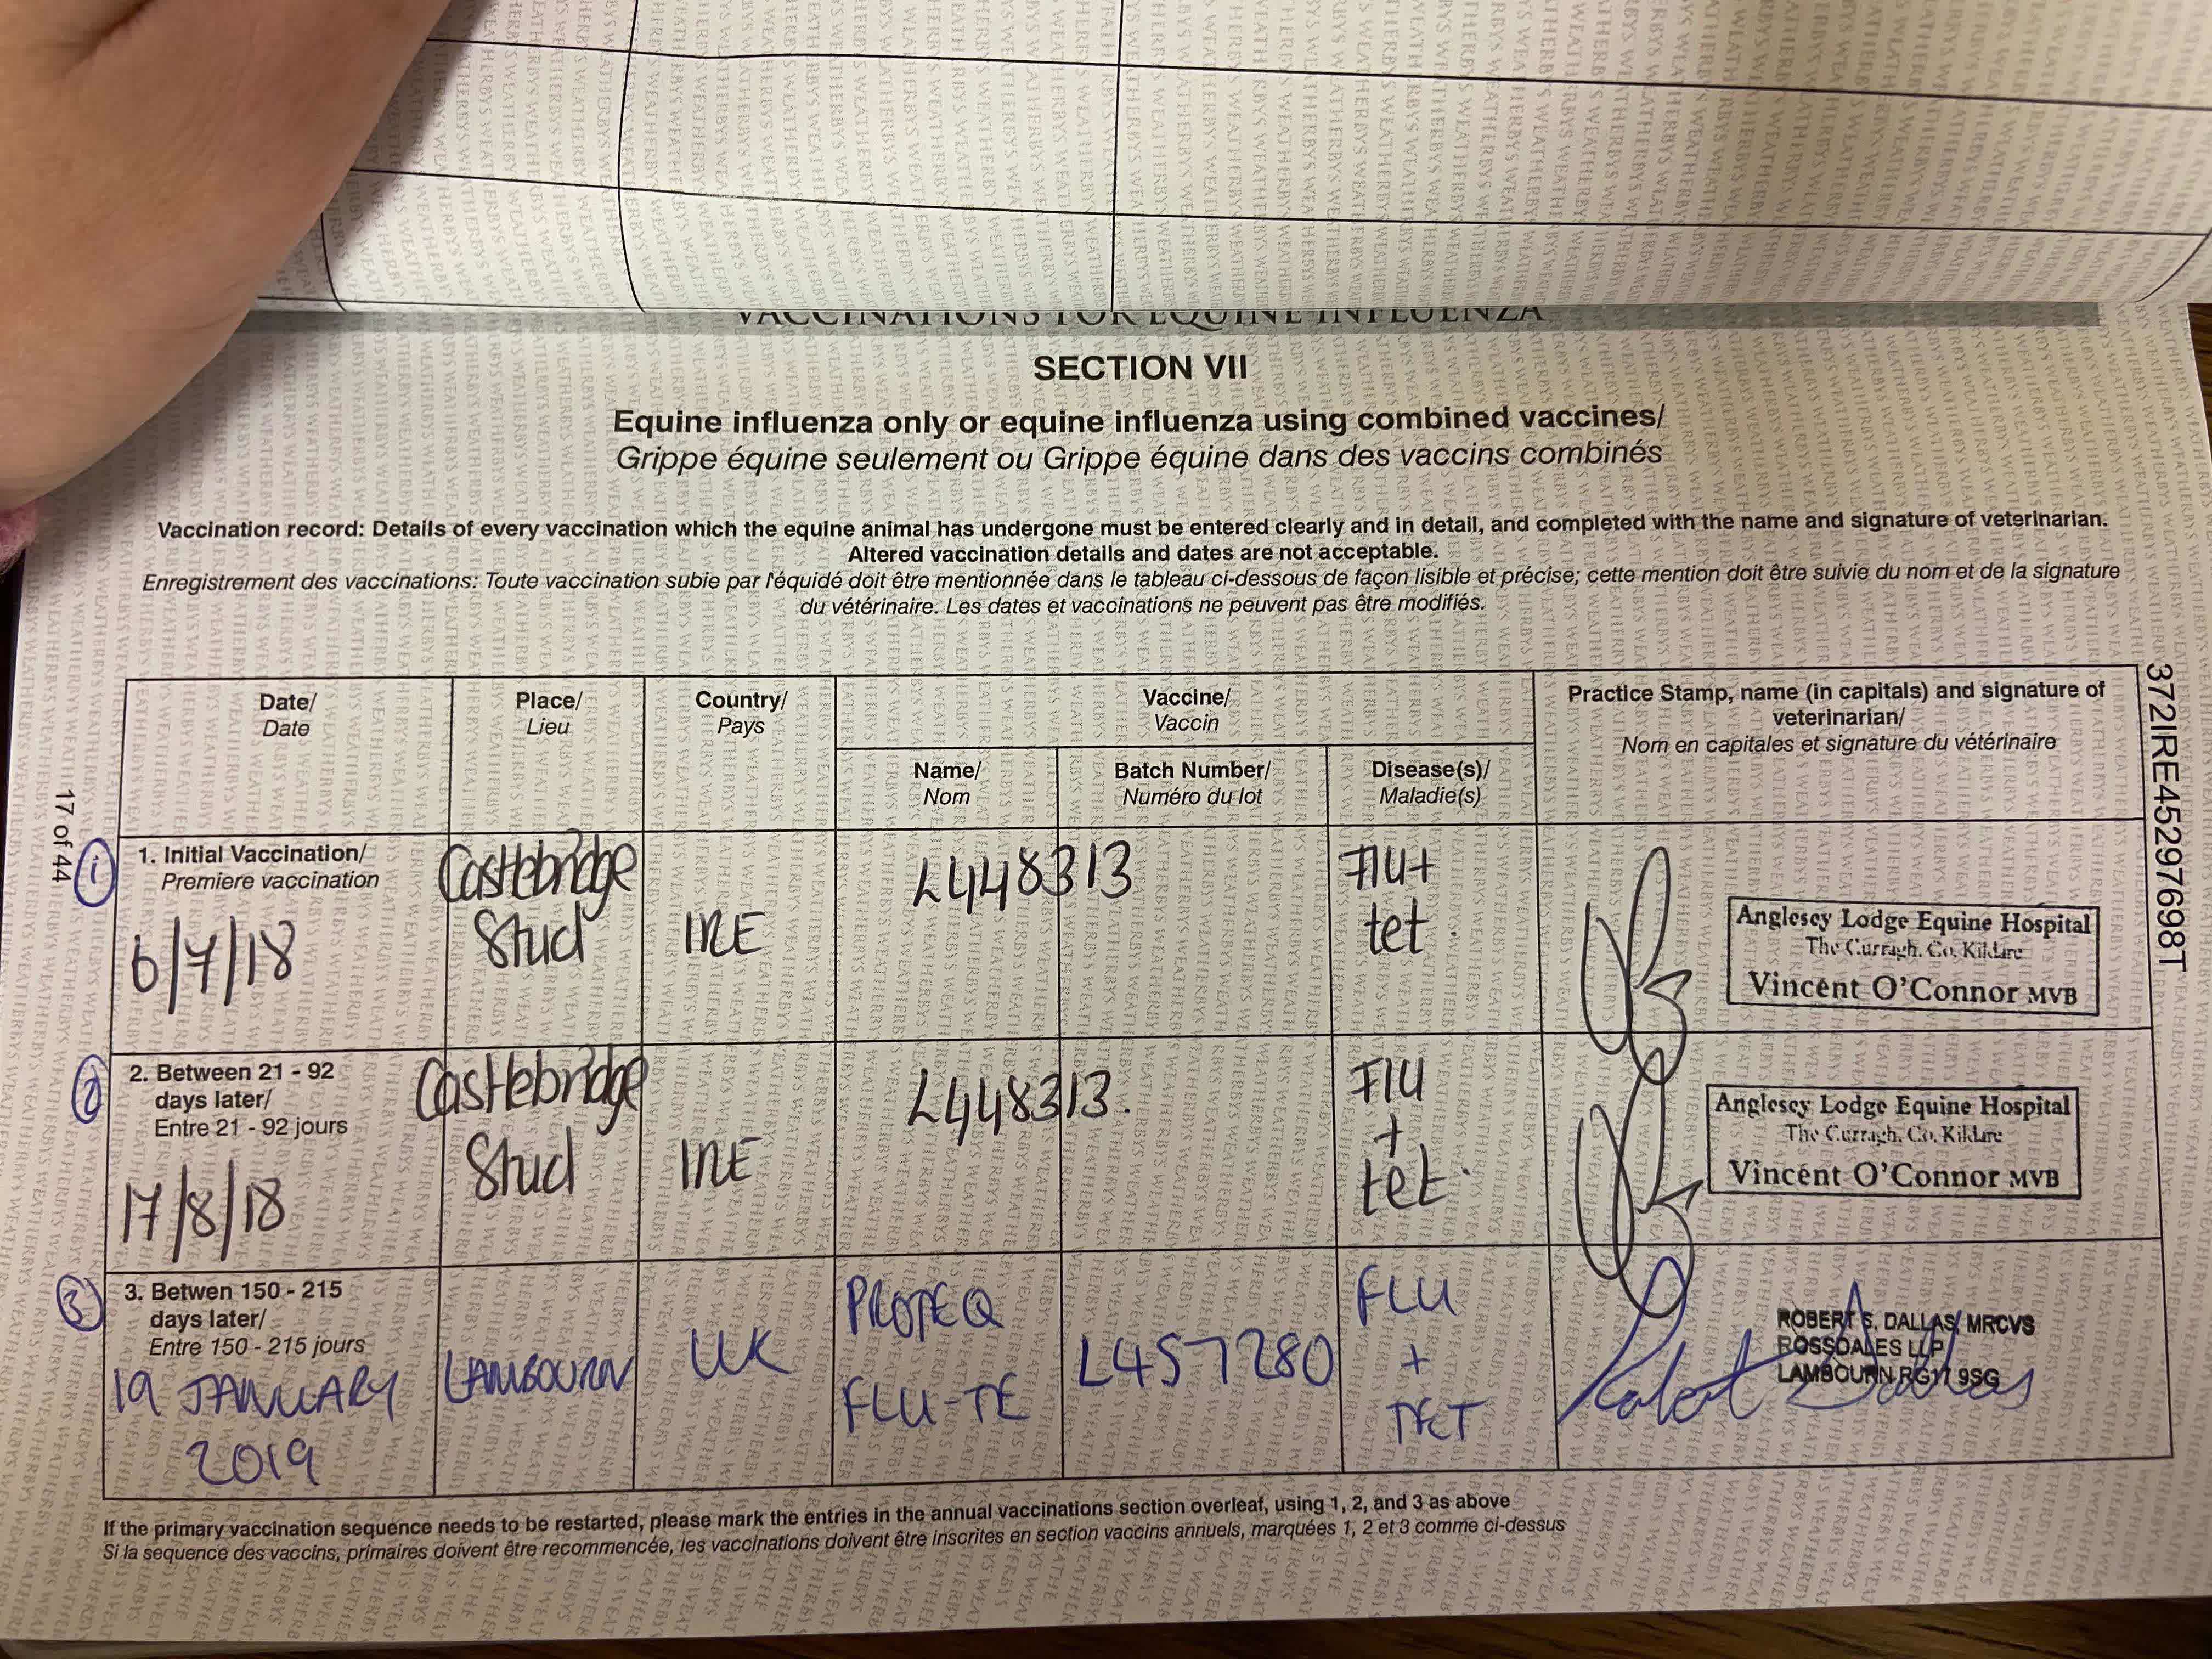 VACCINATIONS FOR EQUINE INFLUENZA
SECTION VII
Equine influenza only or equine influenza using combined vaccines/
Grippe équine seulement ou Grippe équine dans des vaccins combinés
Vaccination record: Details of every vaccination which the equine animal has undergone must be entered clearly and in detail, and completed with the name and signature of veterinarian.
Altered vaccination details and dates are not acceptable.
Enregistrement des vaccinations: Toute vaccination subie par l'équidé doit être mentionnée dans le tableau ci-dessous de façon lisible et précise; cette mention doit être suivie du nom et de la signature
du vétérinaire. Les dates et vaccinations ne peuvent pas être modifiés.
Date/
Date
Place/
Lieu
Country/
Pays
Vaccine/
Vaccin
Name/
Nom
Batch Number/
Numéro du lot
Disease(s)/
Maladie(s)
Practice Stamp, name (in capitals) and signature of
veterinarian/
Nom en capitales et signature du vétérinaire
1
1. Initial Vaccination/
Premiere vaccination
6/7/18
Castlebridge
Stud
IRE
L448313
Flu+
tet.
Anglesey Lodge Equine Hospital
The Curragh, Co. Kildare
Vincent O'Connor MVB
2
2. Between 21 - 92
days later/
Entre 21 - 92 jours
17/8/18
Castlebridge
Stud
IRE
L448313.
Flu
+
tet.
Anglesey Lodge Equine Hospital
The Curragh, Co. Kildare
Vincent O'Connor MVB
3
3. Betwen 150 - 215
days later/
Entre 150 - 215 jours
19 JANUARY
2019
LAMBOURN
UK
PROTEQ
FLU-TE
L457280
FLU
+
TET
ROBERT S. DALLAS MRCVS
ROSSDALES LLP
LAMBOURN RG17 9SG
If the primary vaccination sequence needs to be restarted, please mark the entries in the annual vaccinations section overleaf, using 1, 2, and 3 as above
Si la sequence des vaccins, primaires doivent être recommencée, les vaccinations doivent être inscrites en section vaccins annuels, marquées 1, 2 et 3 comme ci-dessus
17 of 44
372IRE45297698T